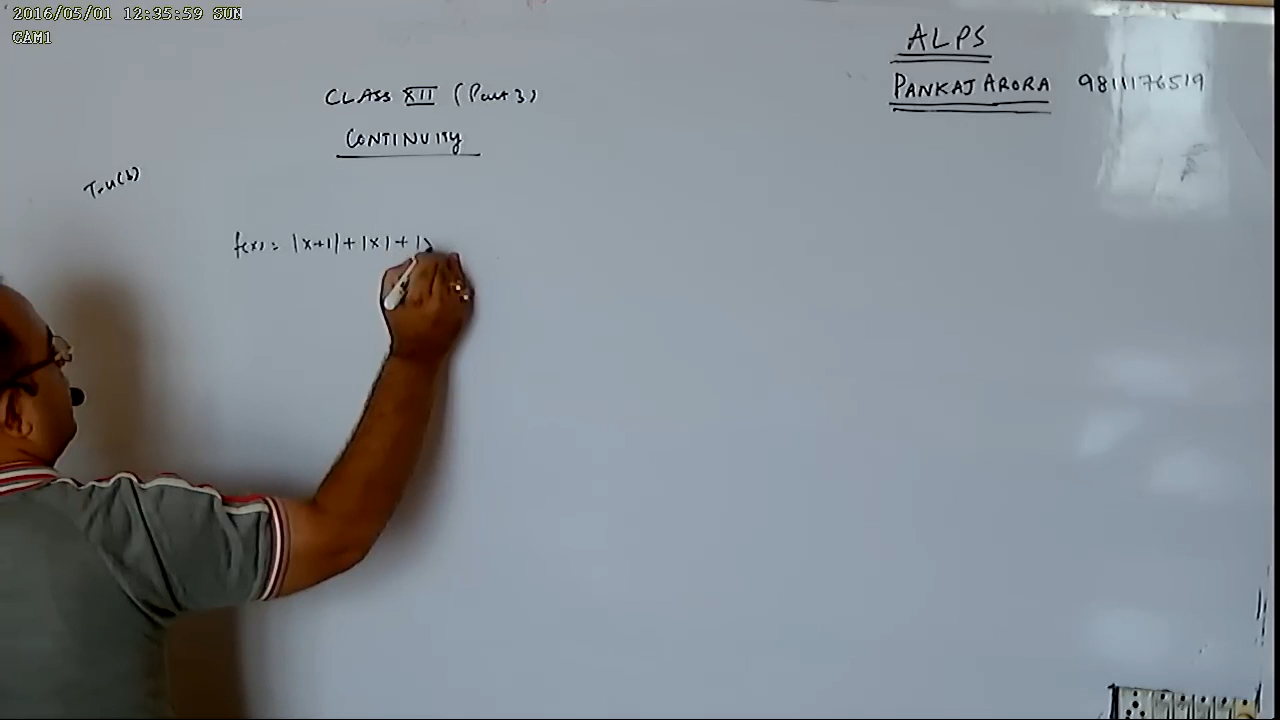 2016/05/01 12:35:59 SUN
CAM1
ALPS
PANKAJ ARORA 9811176519
CLASS XII (Part 3)
CONTINUITY
f(x) = |x+1| + |x| + |x